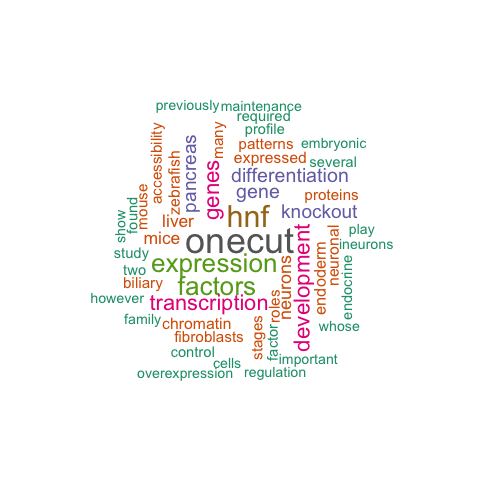 previously
maintenance
required
profile
many
accessibility
zebrafish
pancreas
genes
patterns
embryonic
expressed
several
differentiation
gene
proteins
mouse
found
show
liver
hnf
knockout
mice
onecut
play
ineurons
neuronal
development
study
two
expression
endoderm
endocrine
neurons
biliary
factors
however
transcription
roles
family
chromatin
factor
stages
whose
fibroblasts
control
cells
important
overexpression
regulation